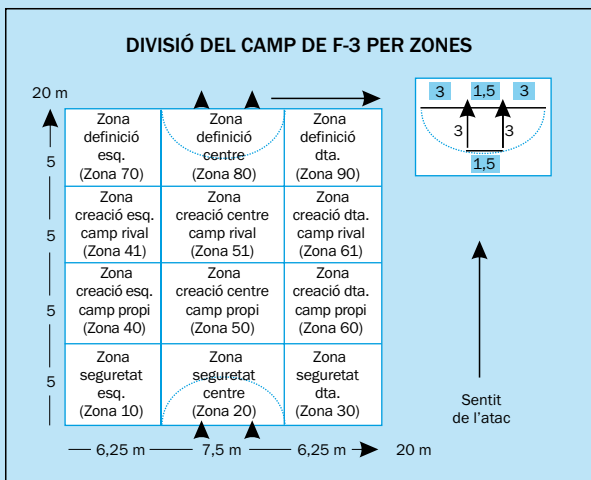 DIVISIÓ DEL CAMP DE F-3 PER ZONES
20 m
3
1,5
3
3
3
1,5
Zona
definició
esq.
(Zona 70)
Zona
definició
centre
(Zona 80)
Zona
definició
dta.
(Zona 90)
5
Zona
creació esq.
camp rival
(Zona 41)
Zona
creació centre
camp rival
(Zona 51)
Zona
creació dta.
camp rival
(Zona 61)
5
Zona
creació esq.
camp propi
(Zona 40)
Zona
creació centre
camp propi
(Zona 50)
Zona
creació dta.
camp propi
(Zona 60)
5
Zona
seguretat
esq.
(Zona 10)
Zona
seguretat
centre
(Zona 20)
Zona
seguretat
dta.
(Zona 30)
5
Sentit
de l'atac
6,25 m
7,5 m
6,25 m
20 m